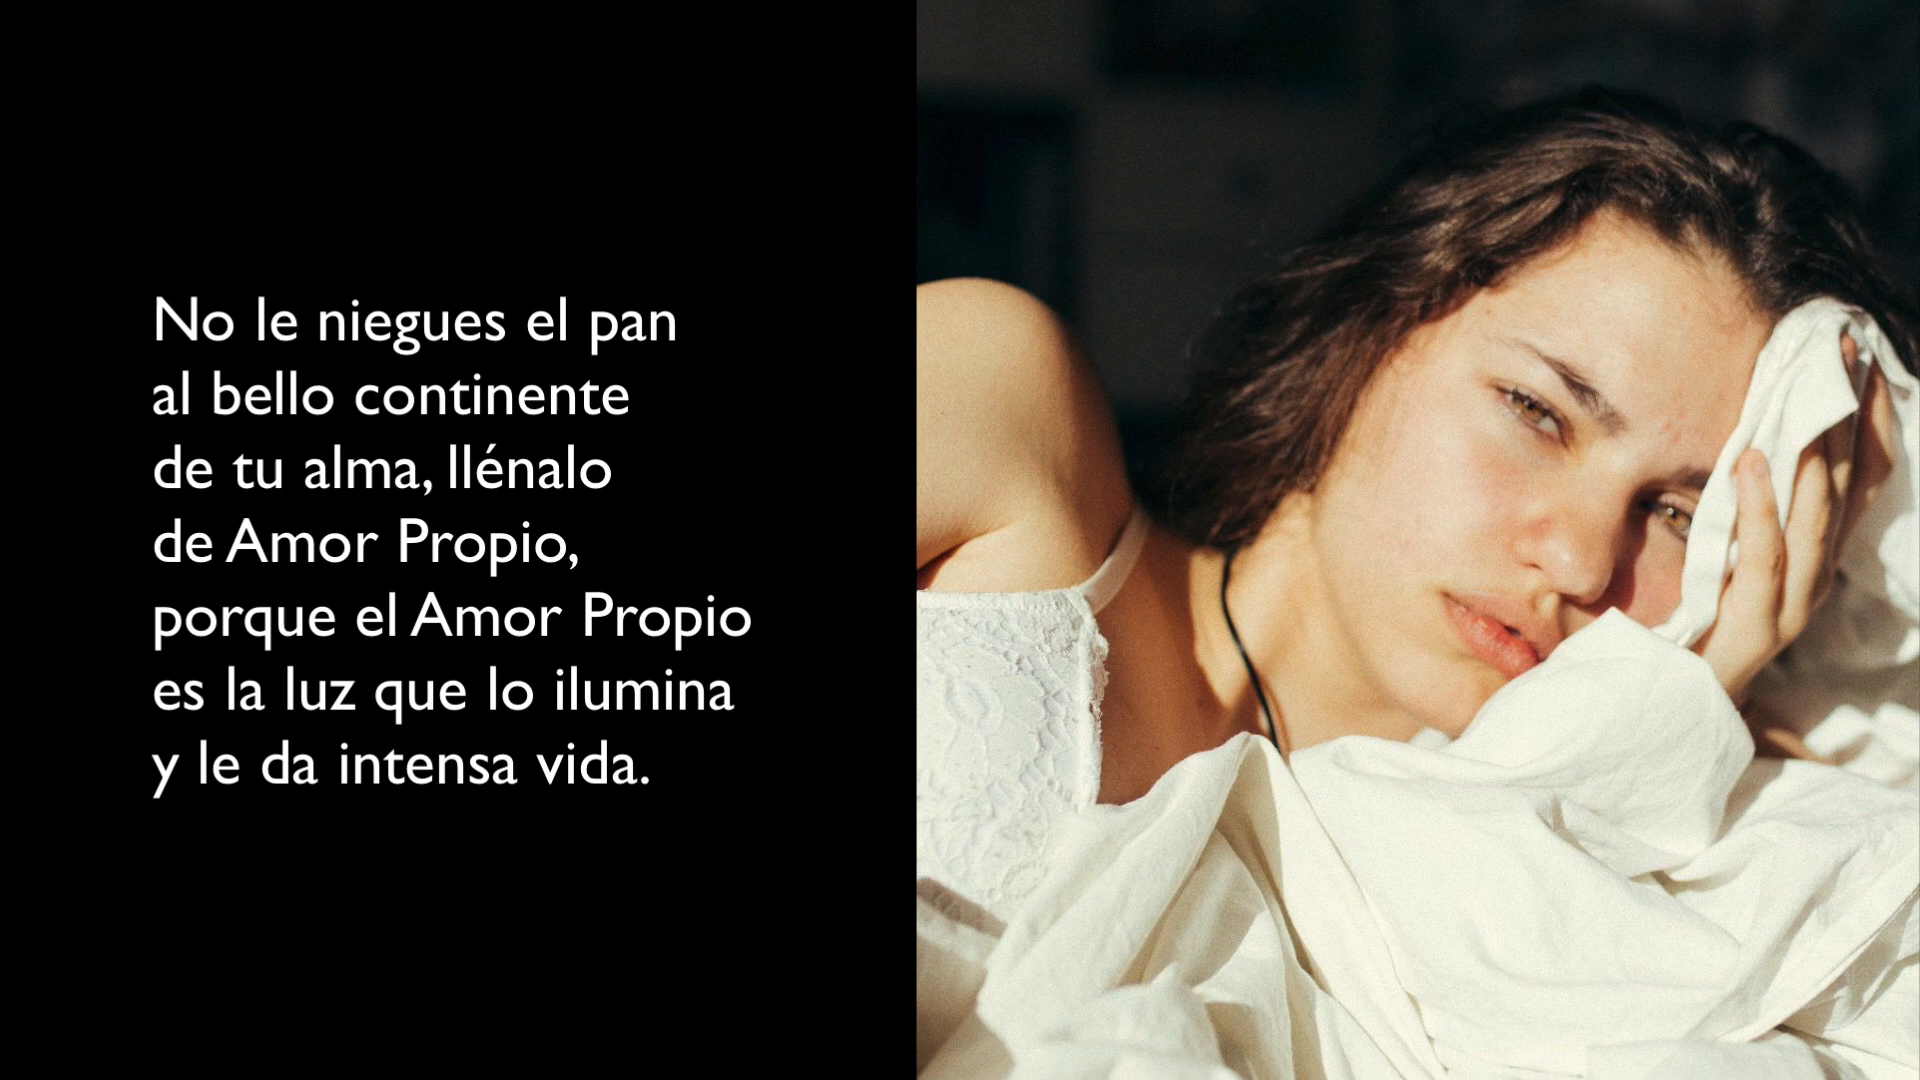 No le niegues el pan
al bello continente
de tu alma, llénalo
de Amor Propio,
porque el Amor Propio
es la luz que lo ilumina
y le da intensa vida.